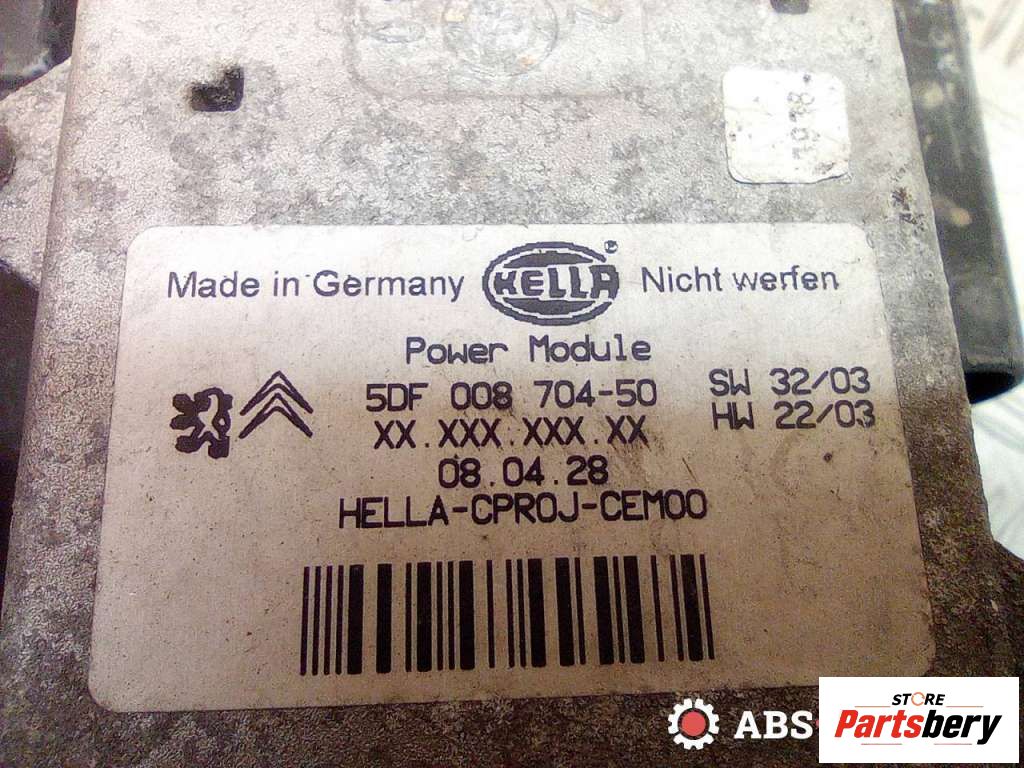 1098
Made in Germany HELLA ® Nicht werfen
Power Module
5DF 008 704-50 SW 32/03
XX.XXX.XXX.XX HW 22/03
08.04.28
HELLA-CPROJ-CEM00
ABS-
STORE
Partsbery